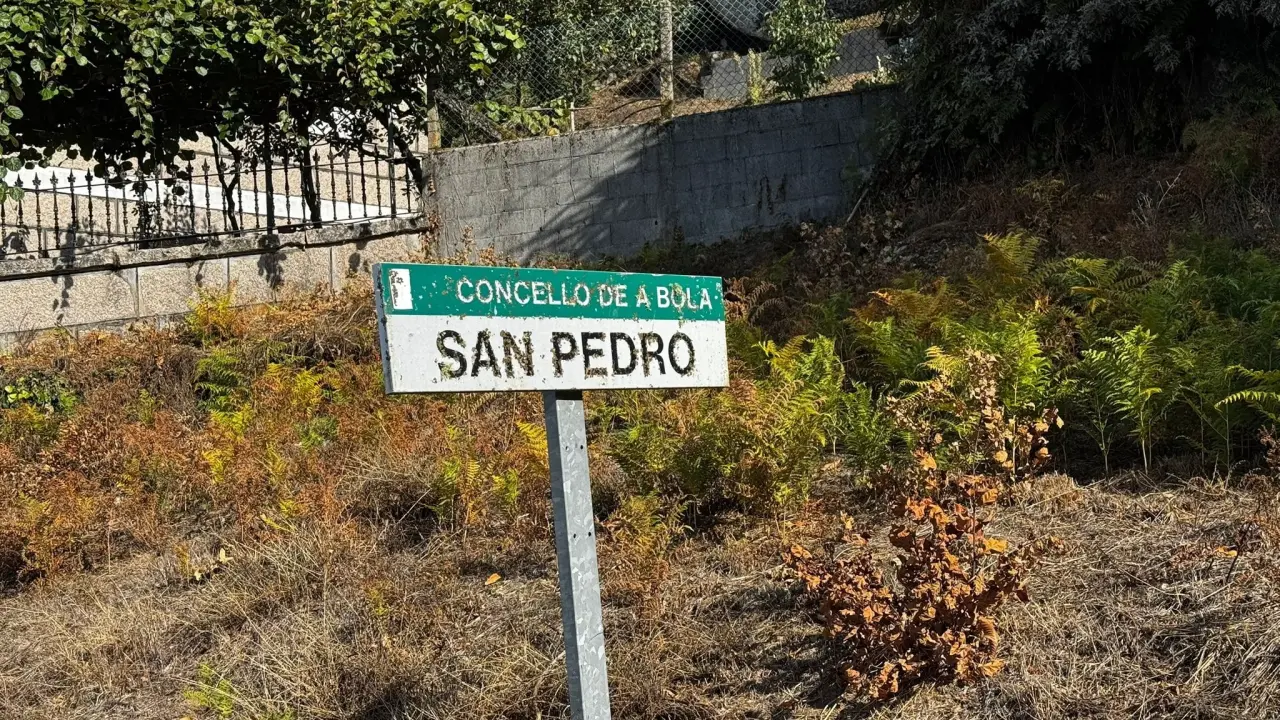 CONCELLO DE A BOLA
SAN PEDRO